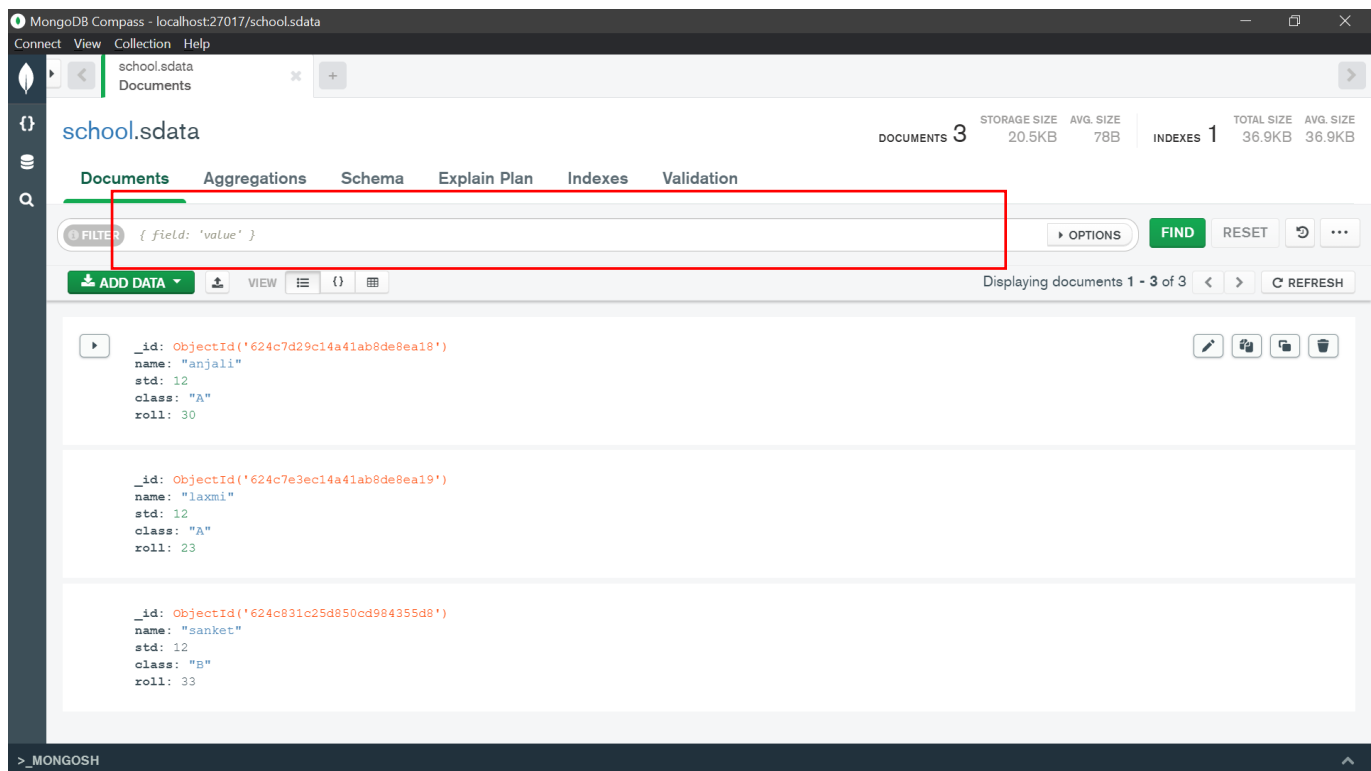 MongoDB Compass - localhost:27017/school.sdata
Connect View Collection Help
school.sdata
Documents
school.sdata
DOCUMENTS 3
STORAGE SIZE AVG. SIZE
20.5KB 78B
INDEXES 1
TOTAL SIZE AVG. SIZE
36.9KB 36.9KB
Documents Aggregations Schema Explain Plan Indexes Validation
FILTER { field: 'value' } OPTIONS FIND RESET
ADD DATA VIEW {} Displaying documents 1 - 3 of 3 REFRESH
_id: ObjectId('624c7d29c14a41ab8de8ea18')
name: "anjali"
std: 12
class: "A"
roll: 30
_id: ObjectId('624c7e3ec14a41ab8de8ea19')
name: "laxmi"
std: 12
class: "A"
roll: 23
_id: ObjectId('624c831c25d850cd984355d8')
name: "sanket"
std: 12
class: "B"
roll: 33
>_MONGOSH